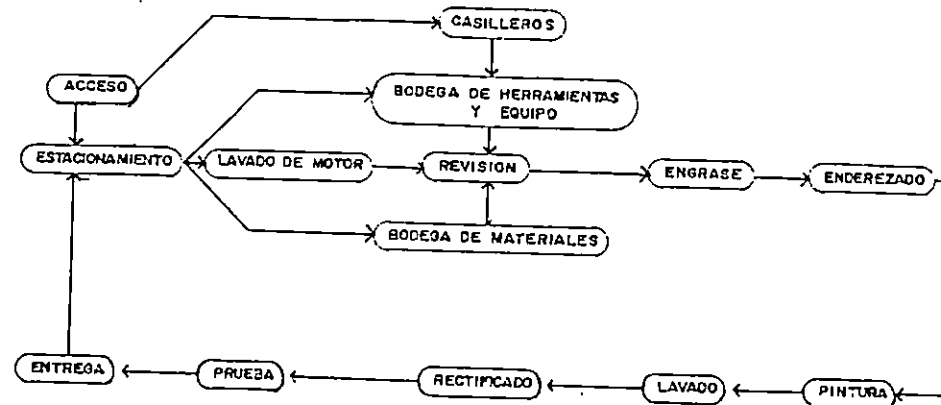 CASILLEROS
ACCESO
BODEGA DE HERRAMIENTAS
Y EQUIPO
ESTACIONAMIENTO
LAVADO DE MOTOR
REVISION
ENGRASE
ENDEREZADO
BODEGA DE MATERIALES
ENTREGA
PRUEBA
RECTIFICADO
LAVADO
PINTURA